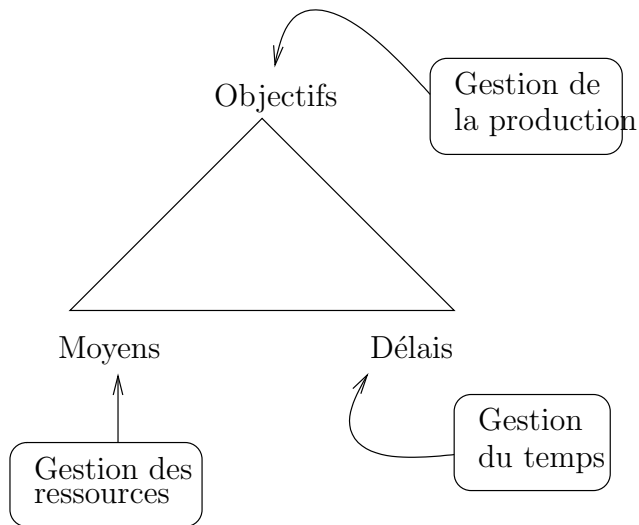 Gestion de
la production
Objectifs
Moyens
Délais
Gestion
du temps
Gestion des
ressources